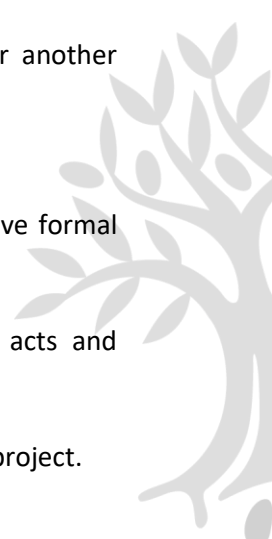 r another
ve formal
acts and
project.